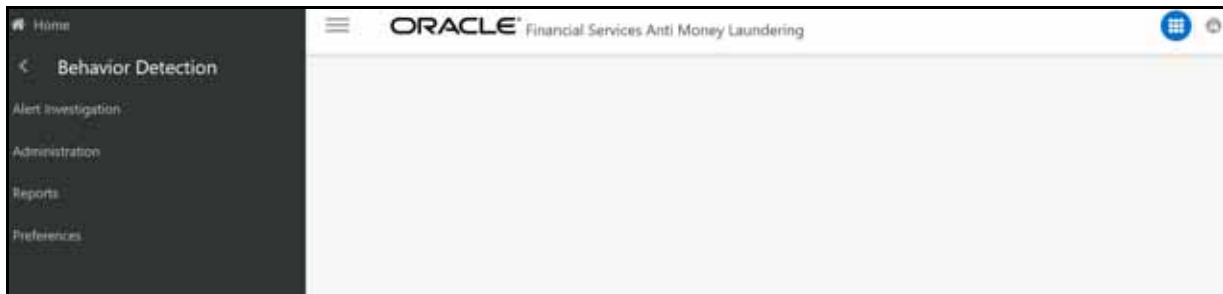 Home
ORACLE® Financial Services Anti Money Laundering
< Behavior Detection
Alert Investigation
Administration
Reports
Preferences